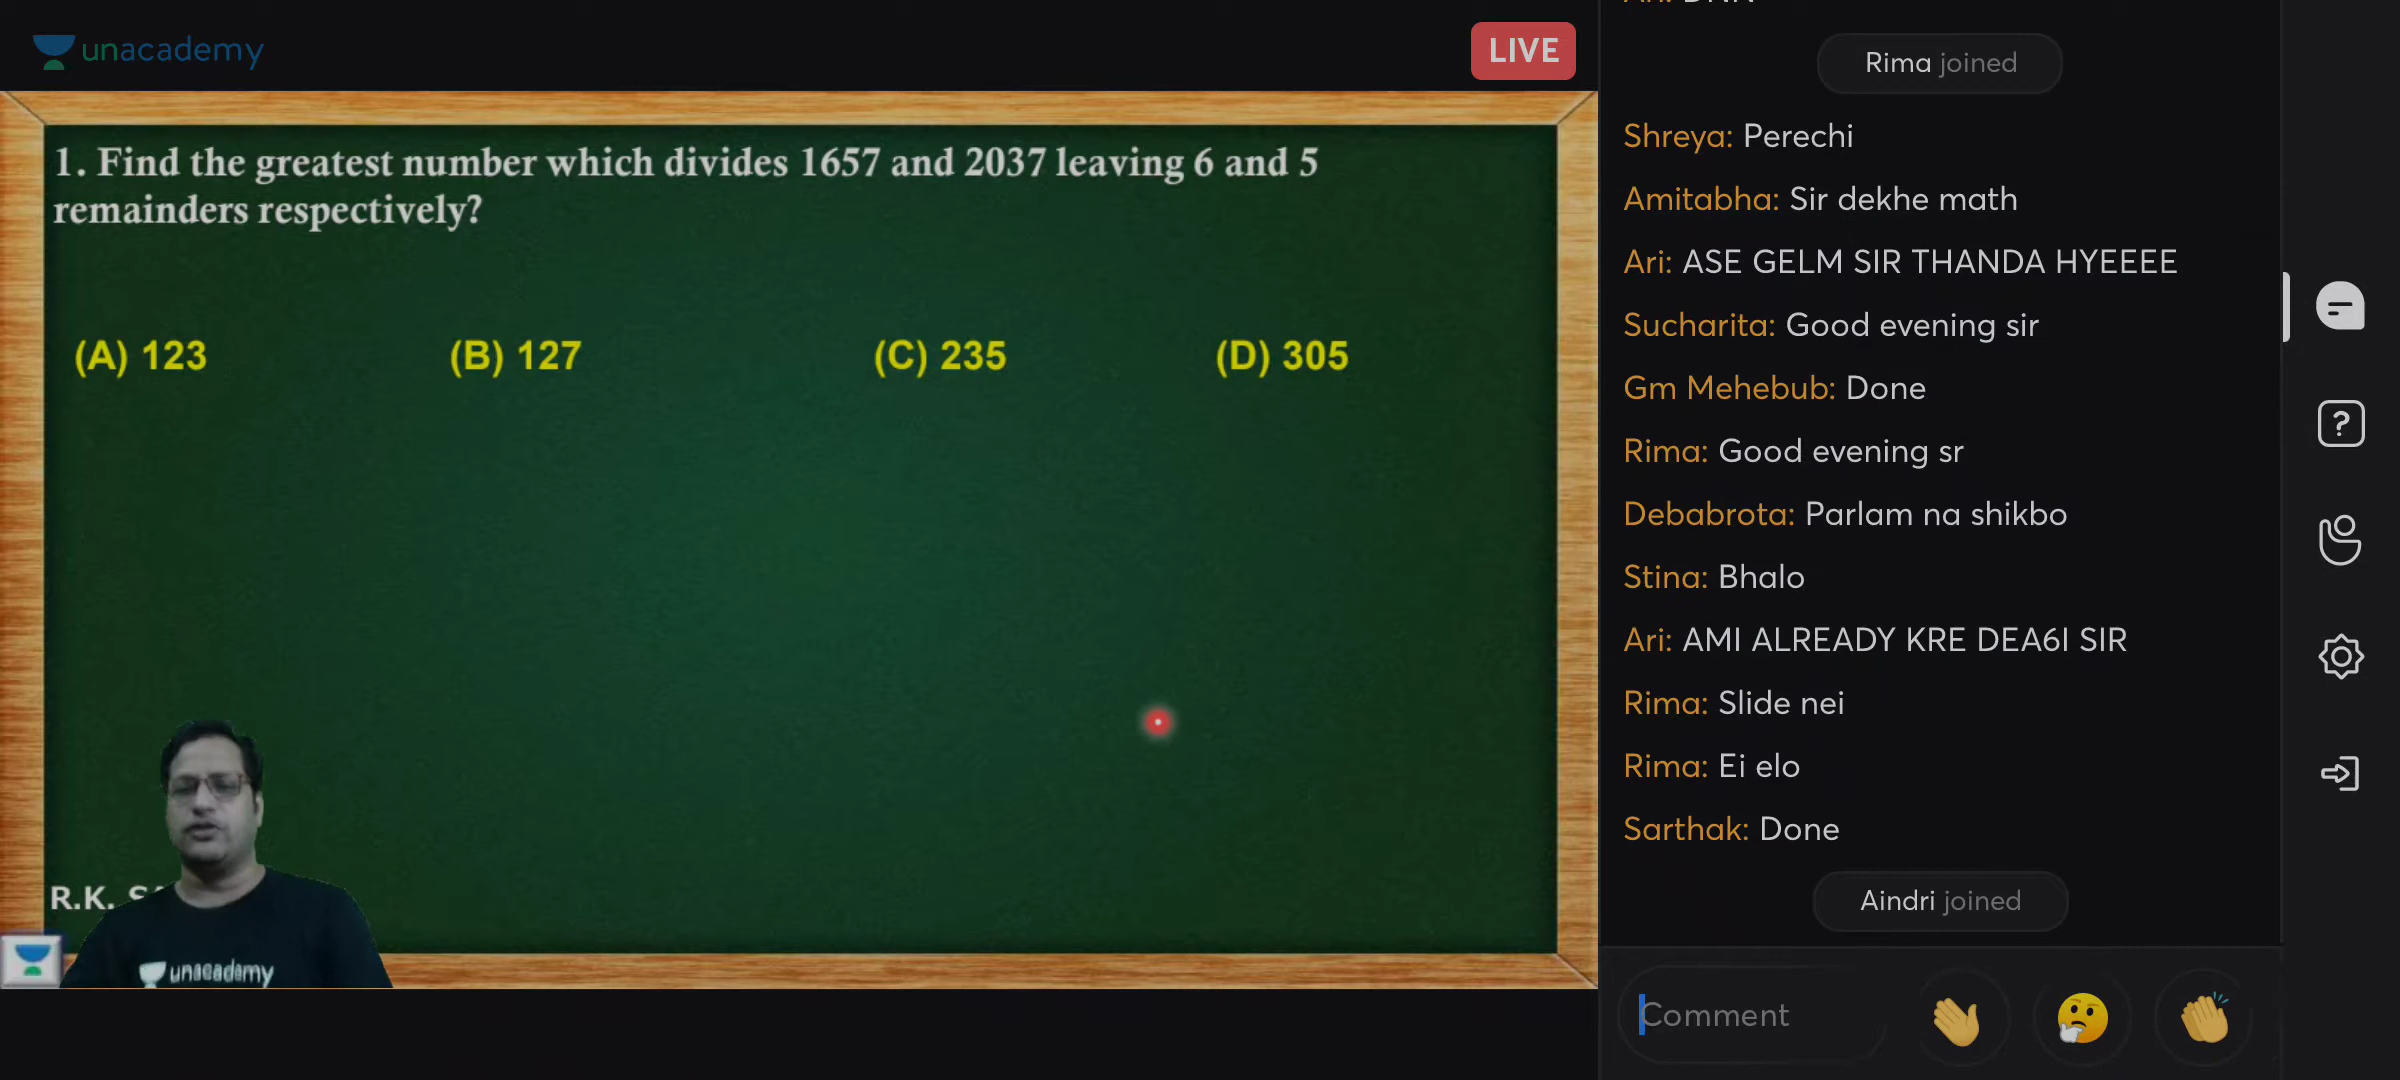 unacademy
LIVE
1. Find the greatest number which divides 1657 and 2037 leaving 6 and 5
remainders respectively?
(A) 123 (B) 127 (C) 235 (D) 305
R.K.
unacademy
Rima joined
Shreya: Perechi
Amitabha: Sir dekhe math
Ari: ASE GELM SIR THANDA HYEEEE
Sucharita: Good evening sir
Gm Mehebub: Done
Rima: Good evening sr
Debabrota: Parlam na shikbo
Stina: Bhalo
Ari: AMI ALREADY KRE DEA6I SIR
Rima: Slide nei
Rima: Ei elo
Sarthak: Done
Aindri joined
Comment